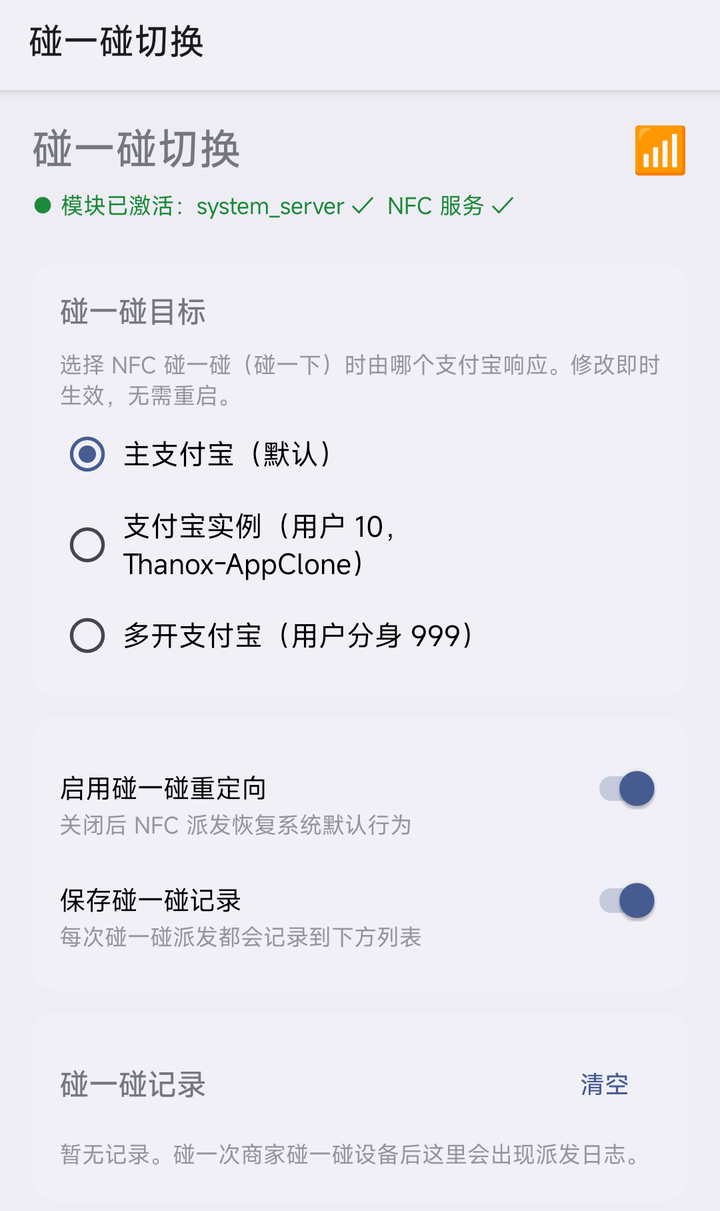 碰一碰切换
碰一碰切换
模块已激活：system_server ✓ NFC 服务 ✓
碰一碰目标
选择 NFC 碰一碰（碰一下）时由哪个支付宝响应。修改即时
生效，无需重启。
主支付宝（默认）
支付宝实例（用户 10，
Thanox-AppClone）
多开支付宝（用户分身 999）
启用碰一碰重定向
关闭后 NFC 派发恢复系统默认行为
保存碰一碰记录
每次碰一碰派发都会记录到下方列表
碰一碰记录
清空
暂无记录。碰一次商家碰一碰设备后这里会出现派发日志。